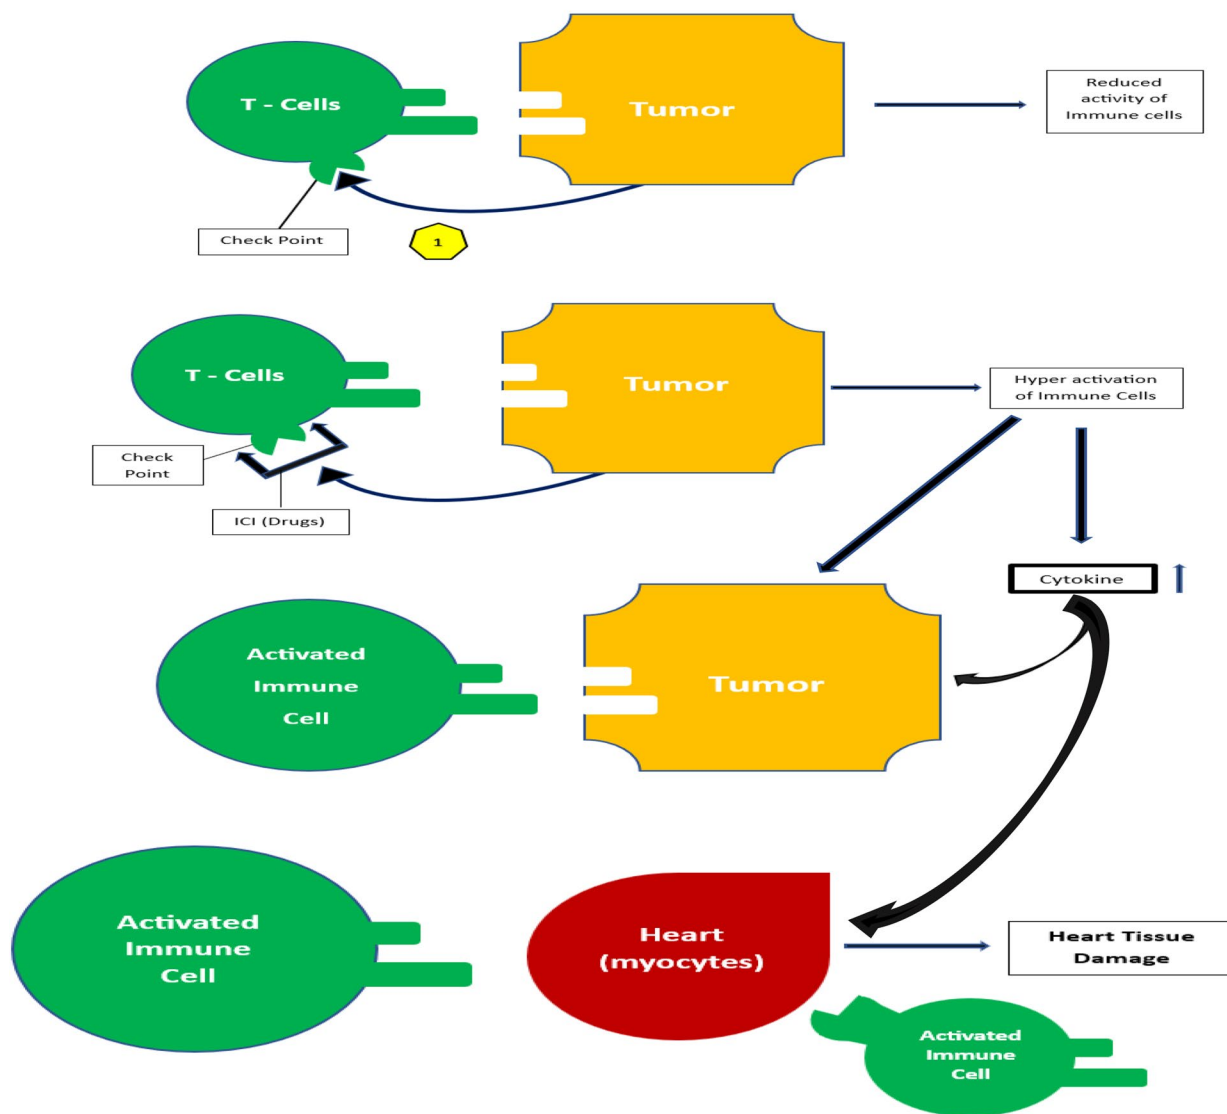 T - Cells
Tumor
Reduced
activity of
Immune cells
Check Point
1
T - Cells
Tumor
Hyper activation
of Immune Cells
Check
Point
ICI (Drugs)
Cytokine
Activated
Immune
Cell
Tumor
Activated
Immune
Cell
Heart
(myocytes)
Heart Tissue
Damage
Activated
Immune
Cell